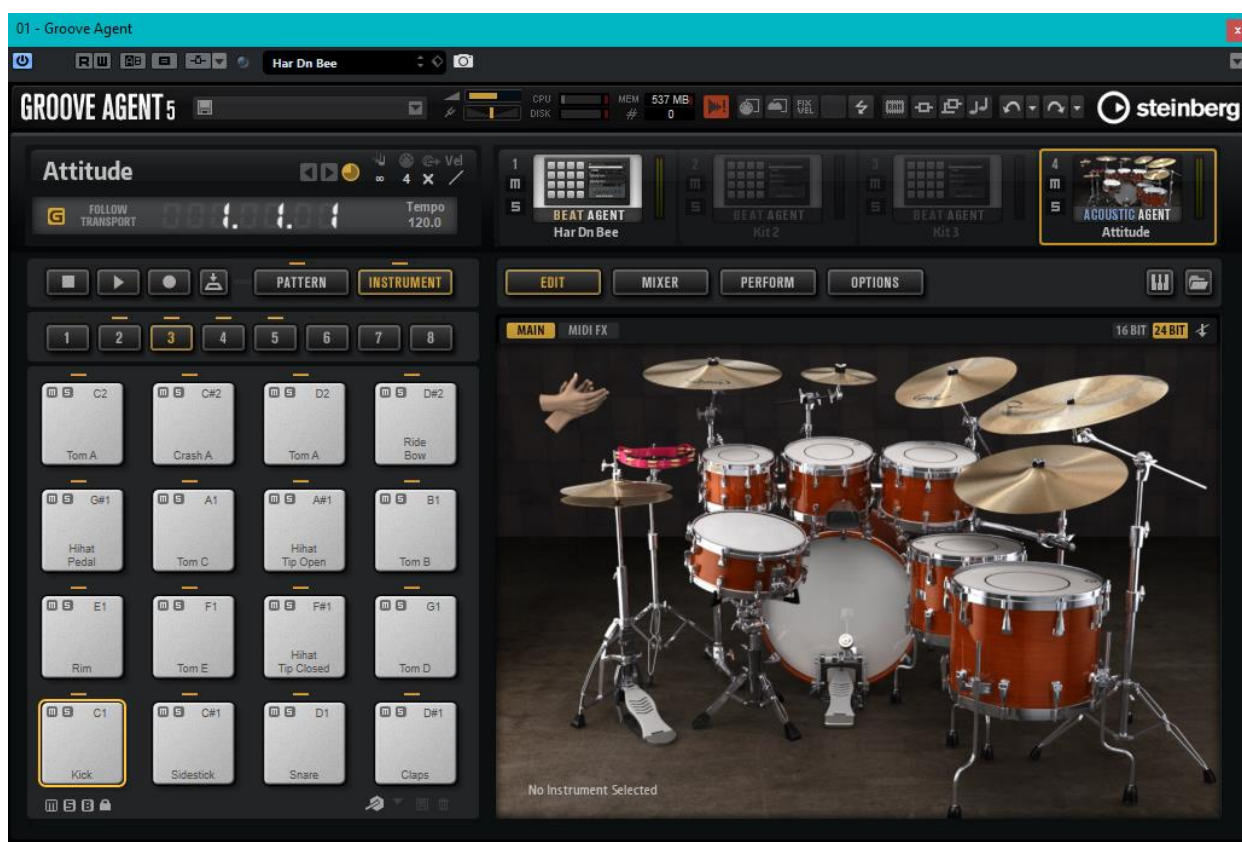 01 - Groove Agent
x
R W AB Har Dn Bee
GROOVE AGENT 5
CPU
DISK
MEM 537 MB
# 0
FIX VEL
steinberg
Attitude
Vel
∞ 4 X /
G FOLLOW TRANSPORT
1. 1. 1
Tempo
120.0
1 m S BEAT AGENT
Har Dn Bee
2 m S BEAT AGENT
Kit 2
3 m S BEAT AGENT
Kit 3
4 m S ACOUSTIC AGENT
Attitude
PATTERN INSTRUMENT
EDIT MIXER PERFORM OPTIONS
1 2 3 4 5 6 7 8
MAIN MIDI FX 16 BIT 24 BIT
m S C2 m S C#2 m S D2 m S D#2
Tom A Crash A Tom A Ride Bow
m S G#1 m S A1 m S A#1 m S B1
Hihat Pedal Tom C Hihat Tip Open Tom B
m S E1 m S F1 m S F#1 m S G1
Rim Tom E Hihat Tip Closed Tom D
m S C1 m S C#1 m S D1 m S D#1
Kick Sidestick Snare Claps
m S B
No Instrument Selected